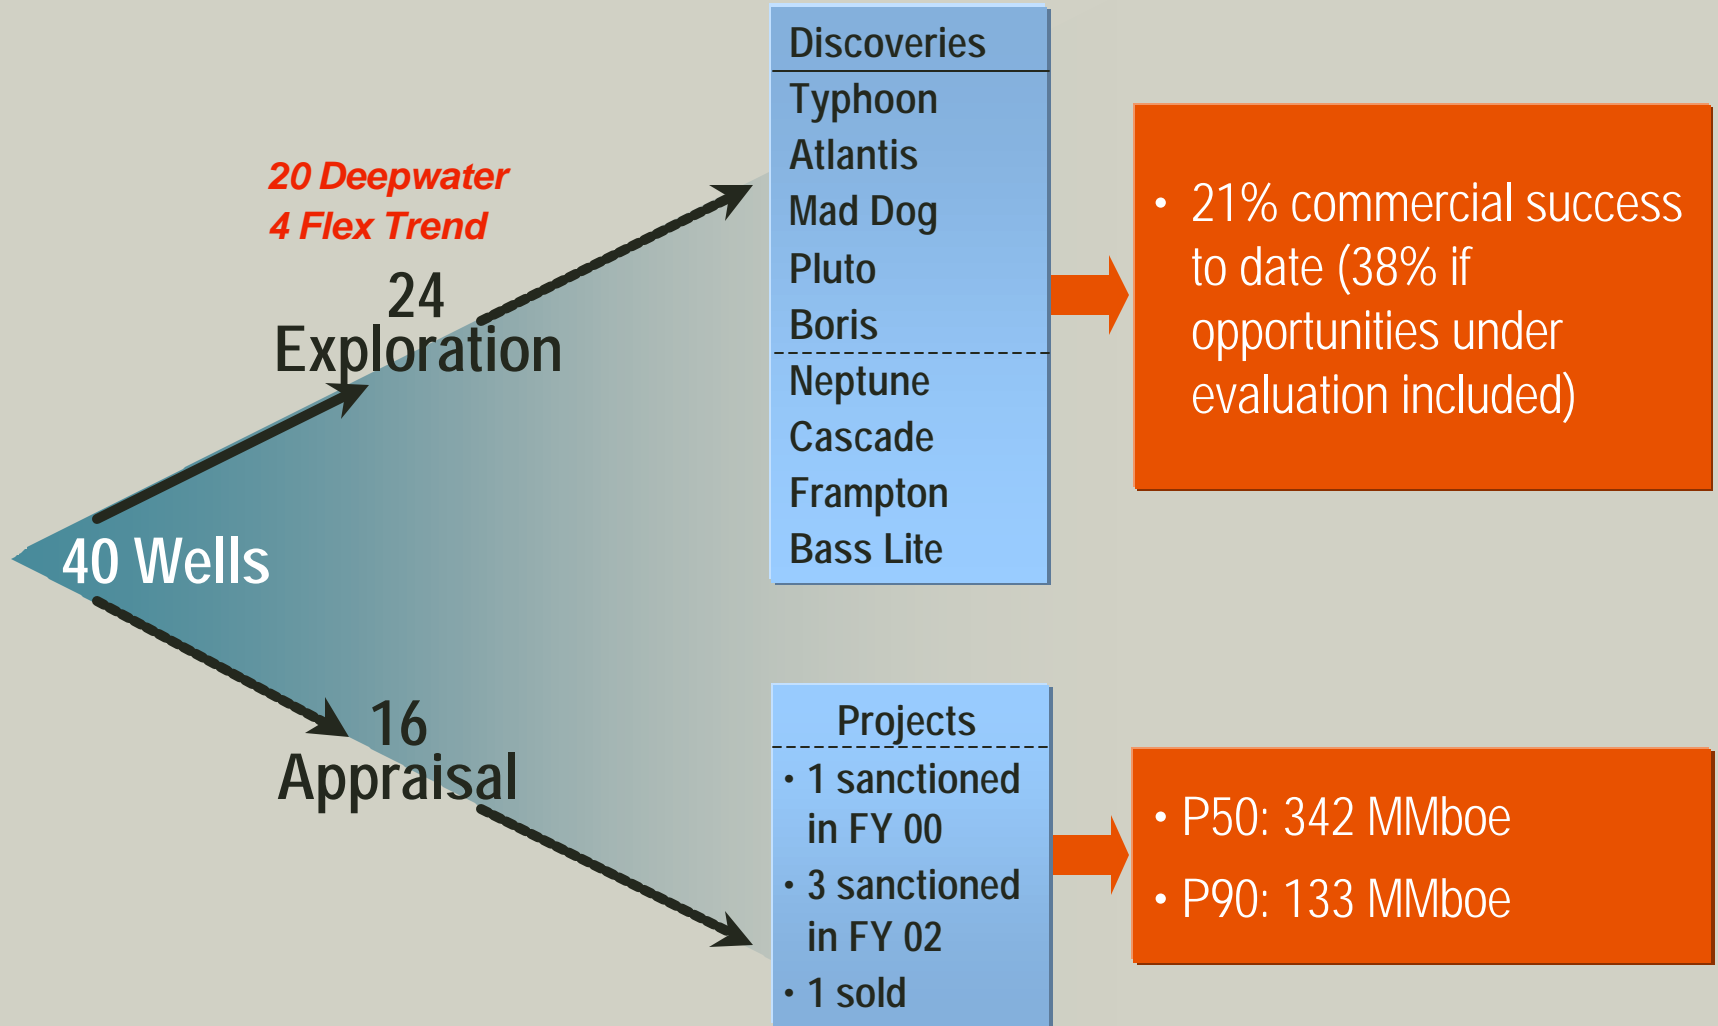 20 Deepwater
4 Flex Trend
24
Exploration
40 Wells
16
Appraisal
Discoveries
Typhoon
Atlantis
Mad Dog
Pluto
Boris
Neptune
Cascade
Frampton
Bass Lite
• 21% commercial success
to date (38% if
opportunities under
evaluation included)
Projects
• 1 sanctioned
in FY 00
• 3 sanctioned
in FY 02
• 1 sold
• P50: 342 MMboe
• P90: 133 MMboe